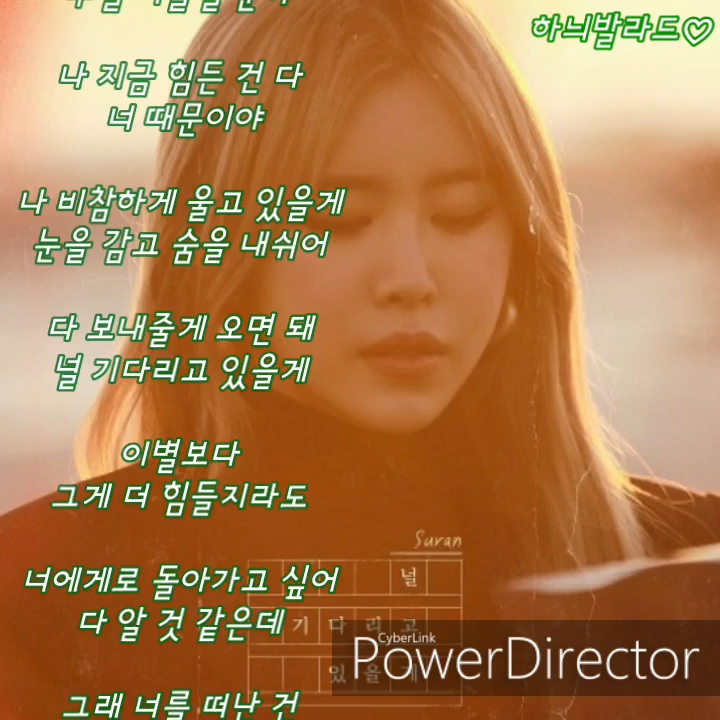 하늬발라드♡
나 지금 힘든 건 다
너 때문이야
나 비참하게 울고 있을게
눈을 감고 숨을 내쉬어
다 보내줄게 오면 돼
널 기다리고 있을게
이별보다
그게 더 힘들지라도
너에게로 돌아가고 싶어
다 알 것 같은데
그래 너를 떠난 건
Suran
널
기다리고
있을게
CyberLink
PowerDirector